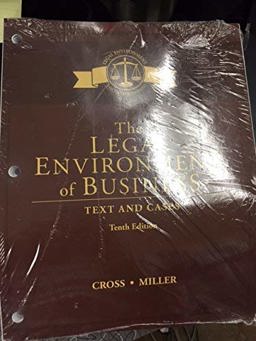 The
LEGAL
ENVIRONMENT
of BUSINESS
TEXT AND CASES
Tenth Edition
CROSS • MILLER